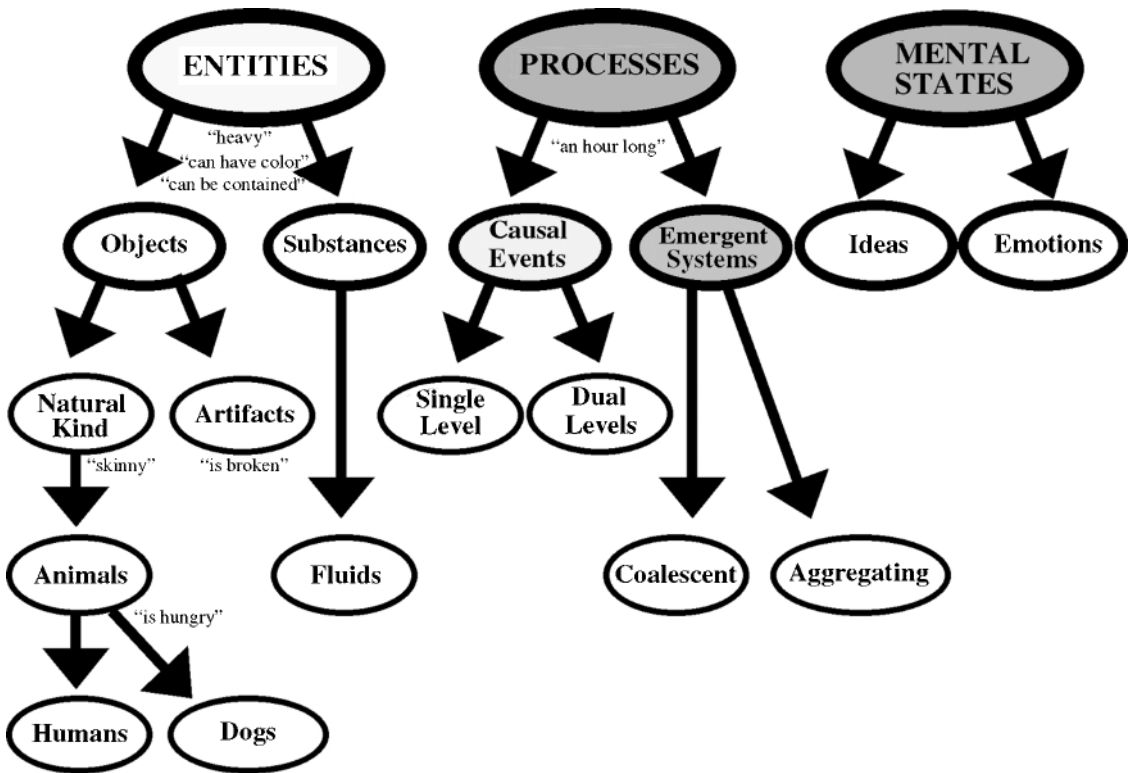 ENTITIES
PROCESSES
MENTAL
STATES
“heavy”
“can have color”
“can be contained”
“an hour long”
Objects
Substances
Causal
Events
Emergent
Systems
Ideas
Emotions
Natural
Kind
Artifacts
Single
Level
Dual
Levels
“skinny”
“is broken”
Animals
Fluids
Coalescent
Aggregating
“is hungry”
Humans
Dogs